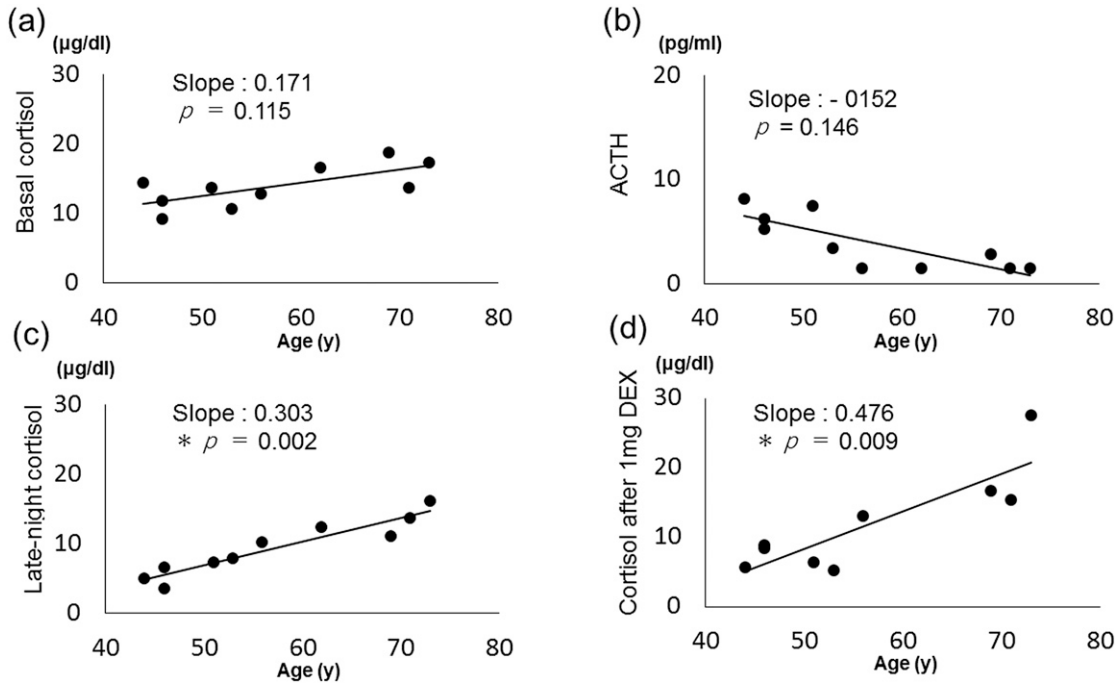 (a)
(µg/dl)
Basal cortisol
30
20
10
0
Slope : 0.171
p = 0.115
40 50 60 70 80
Age (y)
(b)
(pg/ml)
ACTH
20
10
0
Slope : - 0152
p = 0.146
40 50 60 70 80
Age (y)
(c)
(µg/dl)
Late-night cortisol
30
20
10
0
Slope : 0.303
* p = 0.002
40 50 60 70 80
Age (y)
(d)
(µg/dl)
Cortisol after 1mg DEX
30
20
10
0
Slope : 0.476
* p = 0.009
40 50 60 70 80
Age (y)